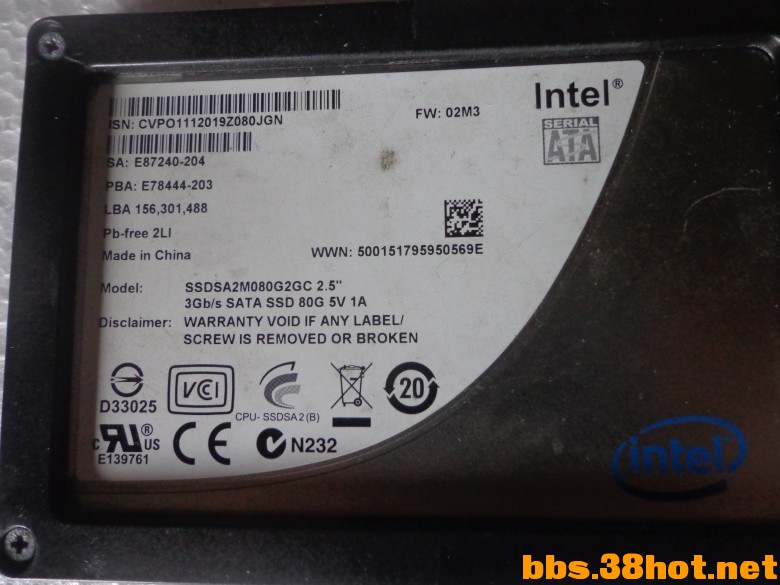 Intel®
FW: 02M3
SERIAL
ATA
ISN: CVPO1112019Z080JGN
SA: E87240-204
PBA: E78444-203
LBA 156,301,488
Pb-free 2LI
Made in China
WWN: 500151795950569E
Model: SSDSA2M080G2GC 2.5"
3Gb/s SATA SSD 80G 5V 1A
Disclaimer: WARRANTY VOID IF ANY LABEL/
SCREW IS REMOVED OR BROKEN
D33025
VCI
CPU- SSDSA2 (B)
20
c UL® US
E139761
CE
N232
intel
bbs.38hot.net